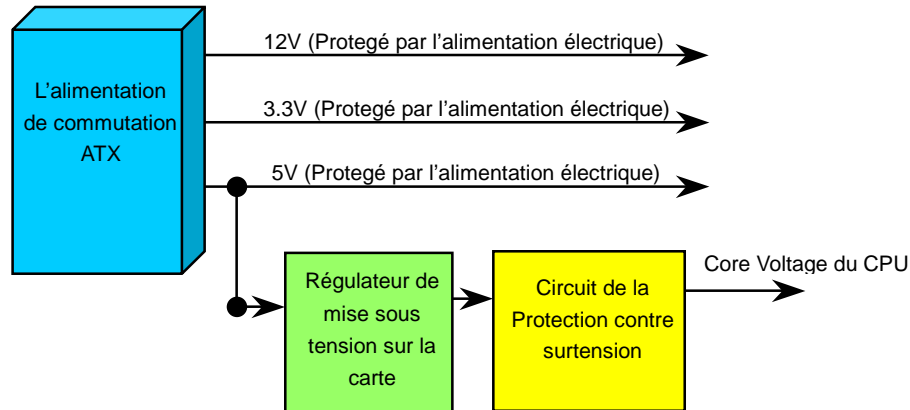 12V (Protegé par l'alimentation électrique)
L'alimentation
de commutation
ATX
3.3V (Protegé par l'alimentation électrique)
5V (Protegé par l'alimentation électrique)
Régulateur de
mise sous
tension sur la
carte
Circuit de la
Protection contre
surtension
Core Voltage du CPU